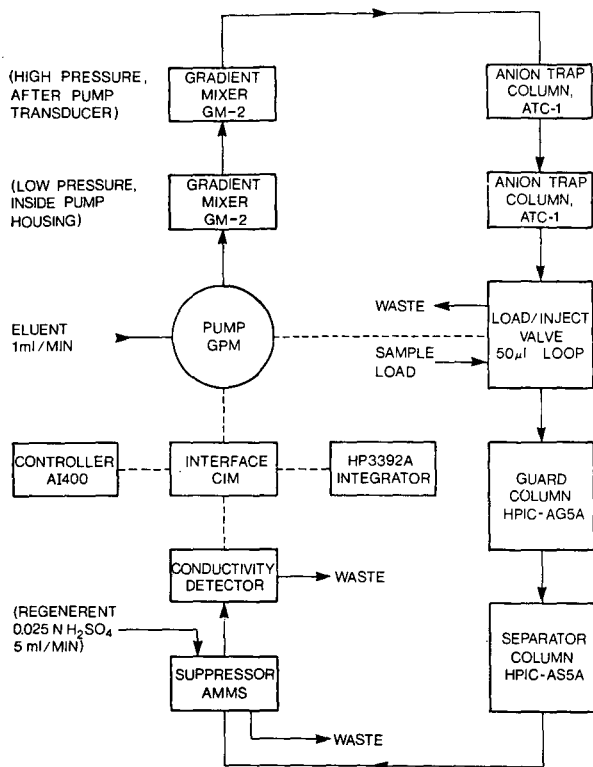 (HIGH PRESSURE,
AFTER PUMP
TRANSDUCER)
GRADIENT
MIXER
GM-2
ANION TRAP
COLUMN,
ATC-1
(LOW PRESSURE,
INSIDE PUMP
HOUSING)
GRADIENT
MIXER
GM-2
ANION TRAP
COLUMN,
ATC-1
ELUENT
1ml/MIN
PUMP
GPM
WASTE
SAMPLE
LOAD
LOAD/INJECT
VALVE
50µl LOOP
CONTROLLER
AI400
INTERFACE
CIM
HP3392A
INTEGRATOR
GUARD
COLUMN
HPIC-AG5A
CONDUCTIVITY
DETECTOR
WASTE
(REGENERENT
0.025 N H₂SO₄
5 ml/MIN)
SUPPRESSOR
AMMS
WASTE
SEPARATOR
COLUMN
HPIC-AS5A